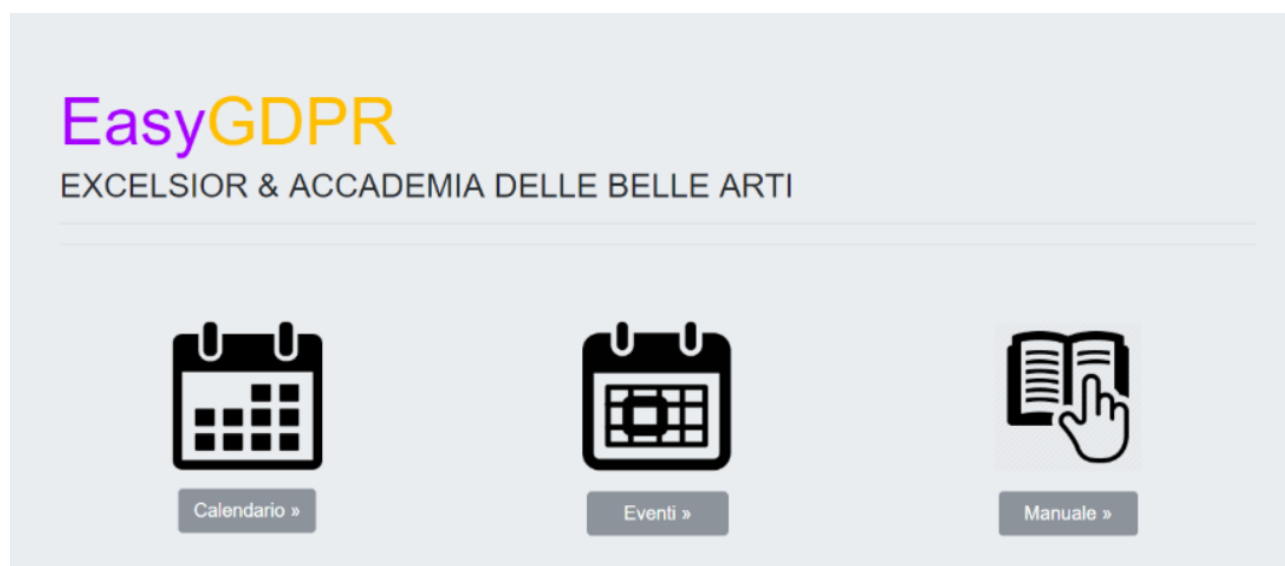 EasyGDPR
EXCELSIOR & ACCADEMIA DELLE BELLE ARTI
Calendario »
Eventi »
Manuale »